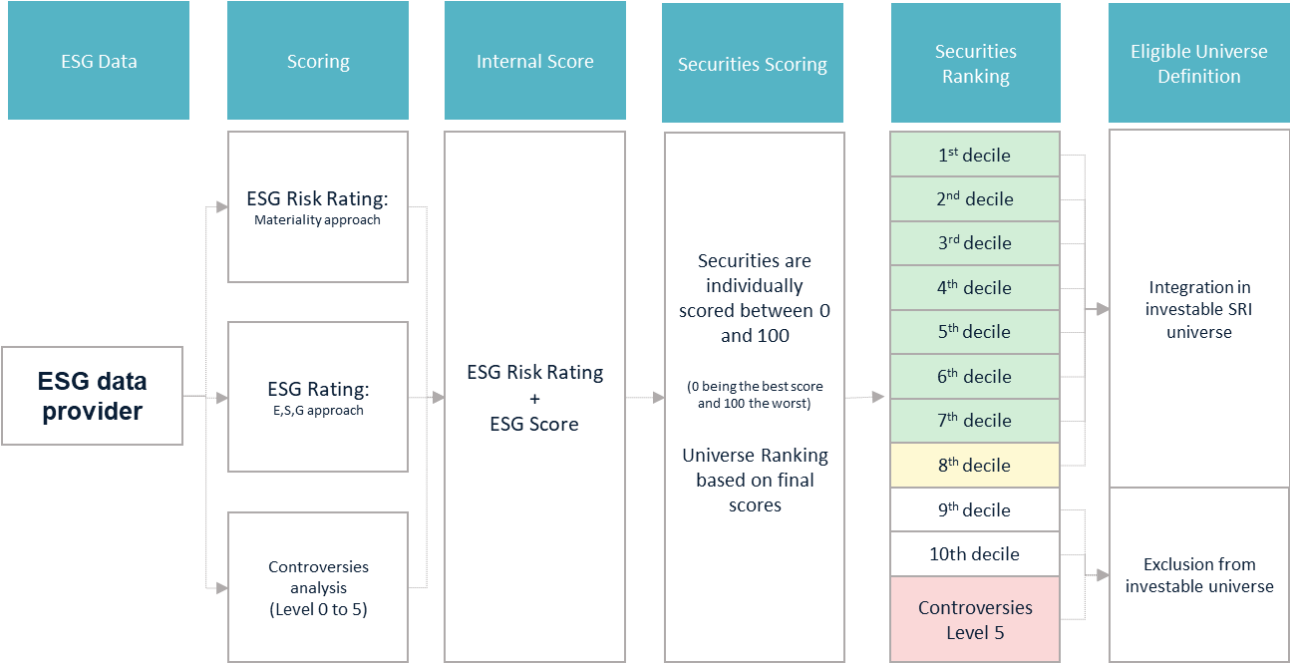 ESG Data
Scoring
Internal Score
Securities Scoring
Securities
Ranking
Eligible Universe
Definition
ESG data
provider
ESG Risk Rating:
Materiality approach
ESG Rating:
E,S,G approach
Controversies
analysis
(Level 0 to 5)
ESG Risk Rating
+
ESG Score
Securities are
individually
scored between 0
and 100
(0 being the best score
and 100 the worst)
Universe Ranking
based on final
scores
1st decile
2nd decile
3rd decile
4th decile
5th decile
6th decile
7th decile
8th decile
9th decile
10th decile
Controversies
Level 5
Integration in
investable SRI
universe
Exclusion from
investable universe